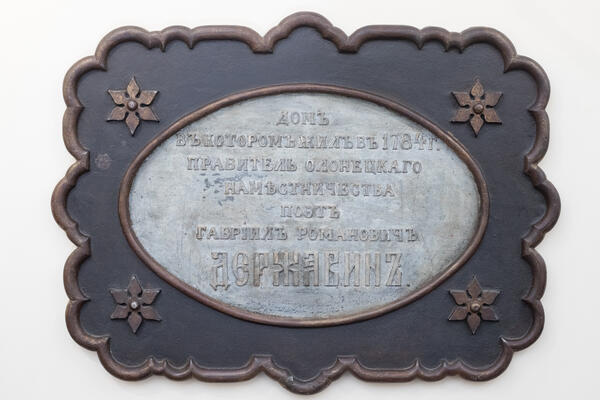 ДОМЪ
ВЪ КОТОРОМЪ ЖИЛЪ ВЪ 1784 Г.
ПРАВИТЕЛЬ ОЛОНЕЦКАГО
НАМѢСТНИЧЕСТВА
ПОЭТЪ
ГАВРІИЛЪ РОМАНОВИЧЪ
ДЕРЖАВИНЪ.